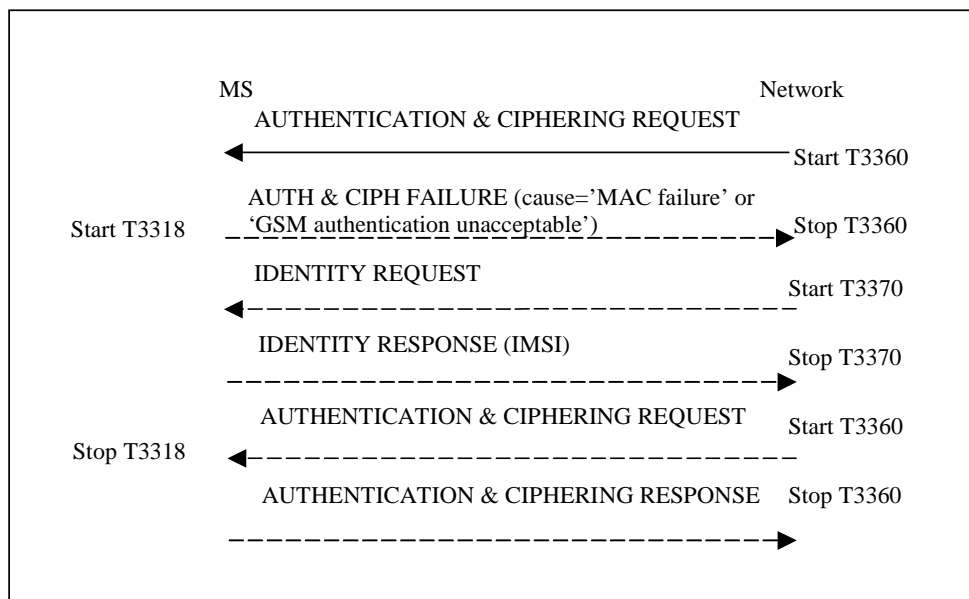 MS Network
AUTHENTICATION & CIPHERING REQUEST
Start T3360
AUTH & CIPH FAILURE (cause=’MAC failure’ or
‘GSM authentication unacceptable’)
Start T3318
Stop T3360
IDENTITY REQUEST
Start T3370
IDENTITY RESPONSE (IMSI)
Stop T3370
AUTHENTICATION & CIPHERING REQUEST
Start T3360
Stop T3318
AUTHENTICATION & CIPHERING RESPONSE
Stop T3360